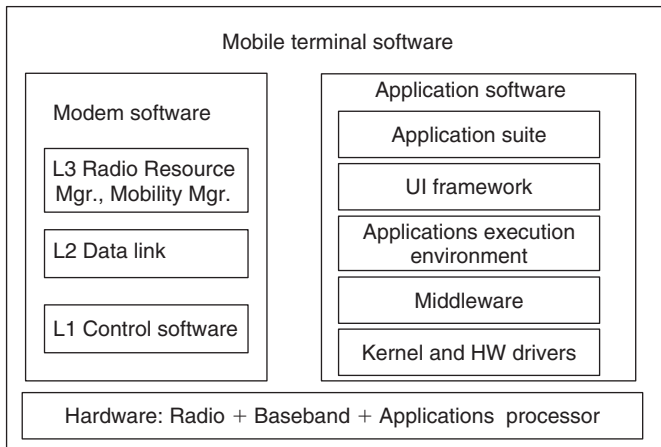 Mobile terminal software
Modem software
L3 Radio Resource
Mgr., Mobility Mgr.
L2 Data link
L1 Control software
Application software
Application suite
UI framework
Applications execution
environment
Middleware
Kernel and HW drivers
Hardware: Radio + Baseband + Applications processor